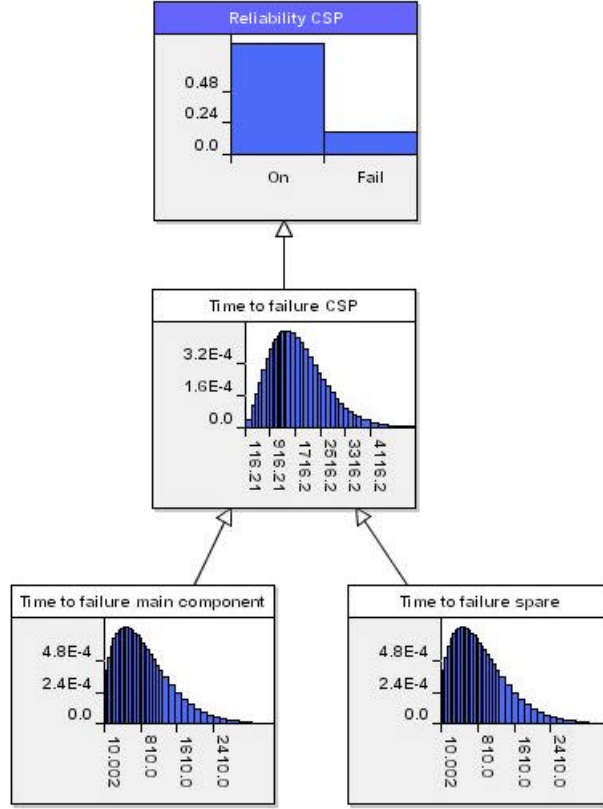 Reliability CSP
0.48
0.24
0.0
On Fail
Time to failure CSP
3.2E-4
1.6E-4
0.0
116.21 916.21 1716.2 2516.2 3316.2 4116.2
Time to failure main component
4.8E-4
2.4E-4
0.0
10.002 810.0 1610.0 2410.0
Time to failure spare
4.8E-4
2.4E-4
0.0
10.002 810.0 1610.0 2410.0